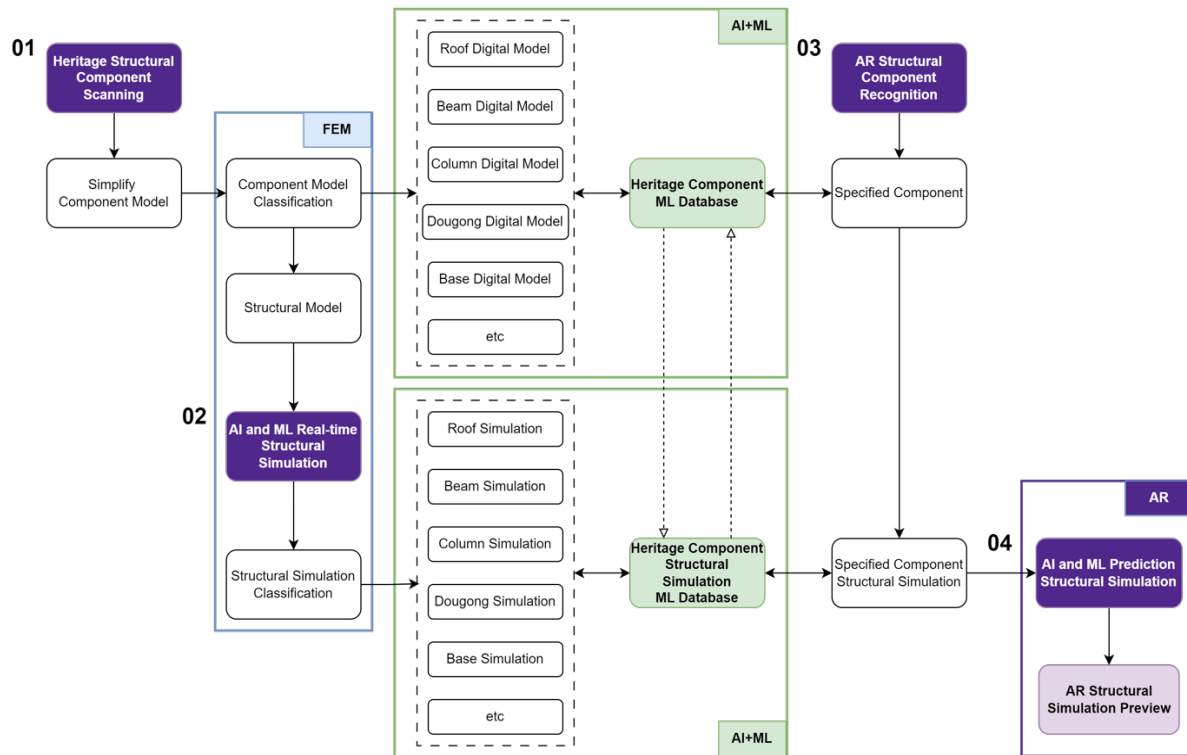 01
Heritage Structural
Component
Scanning
Simplify
Component Model
FEM
Component Model
Classification
Structural Model
02
AI and ML Real-time
Structural
Simulation
Structural Simulation
Classification
AI+ML
Roof Digital Model
Beam Digital Model
Column Digital Model
Dougong Digital Model
Base Digital Model
etc
Heritage Component
ML Database
Roof Simulation
Beam Simulation
Column Simulation
Dougong Simulation
Base Simulation
etc
Heritage Component
Structural
Simulation
ML Database
AI+ML
03
AR Structural
Component
Recognition
Specified Component
Specified Component
Structural Simulation
04
AR
AI and ML Prediction
Structural Simulation
AR Structural
Simulation Preview